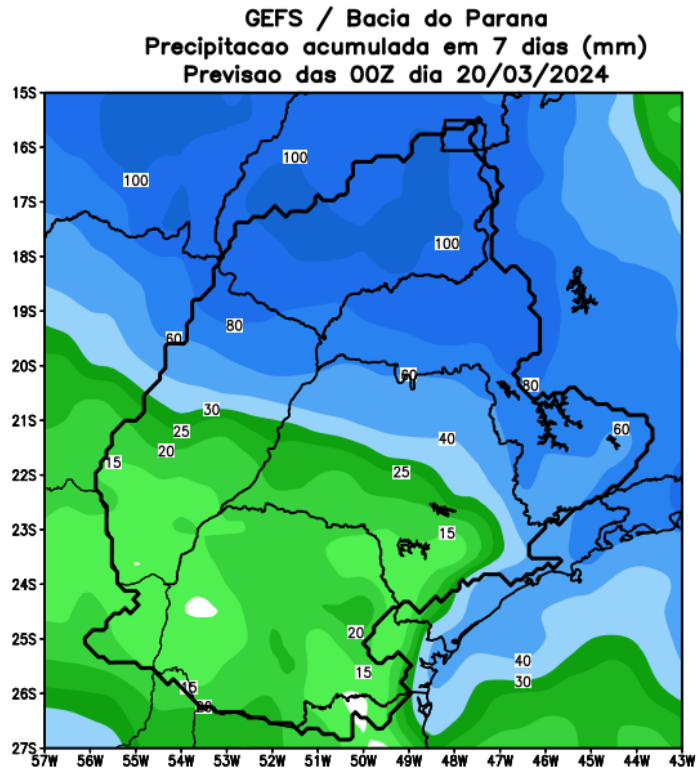 GEFS / Bacia do Parana
Precipitacao acumulada em 7 dias (mm)
Previsao das 00Z dia 20/03/2024
15S
16S
100
100
17S
18S
100
19S
60
80
20S
60
80
21S
30
25
20
40
60
22S
15
25
23S
15
24S
25S
20
15
40
26S
15
30
20
27S
57W 56W 55W 54W 53W 52W 51W 50W 49W 48W 47W 46W 45W 44W 43W